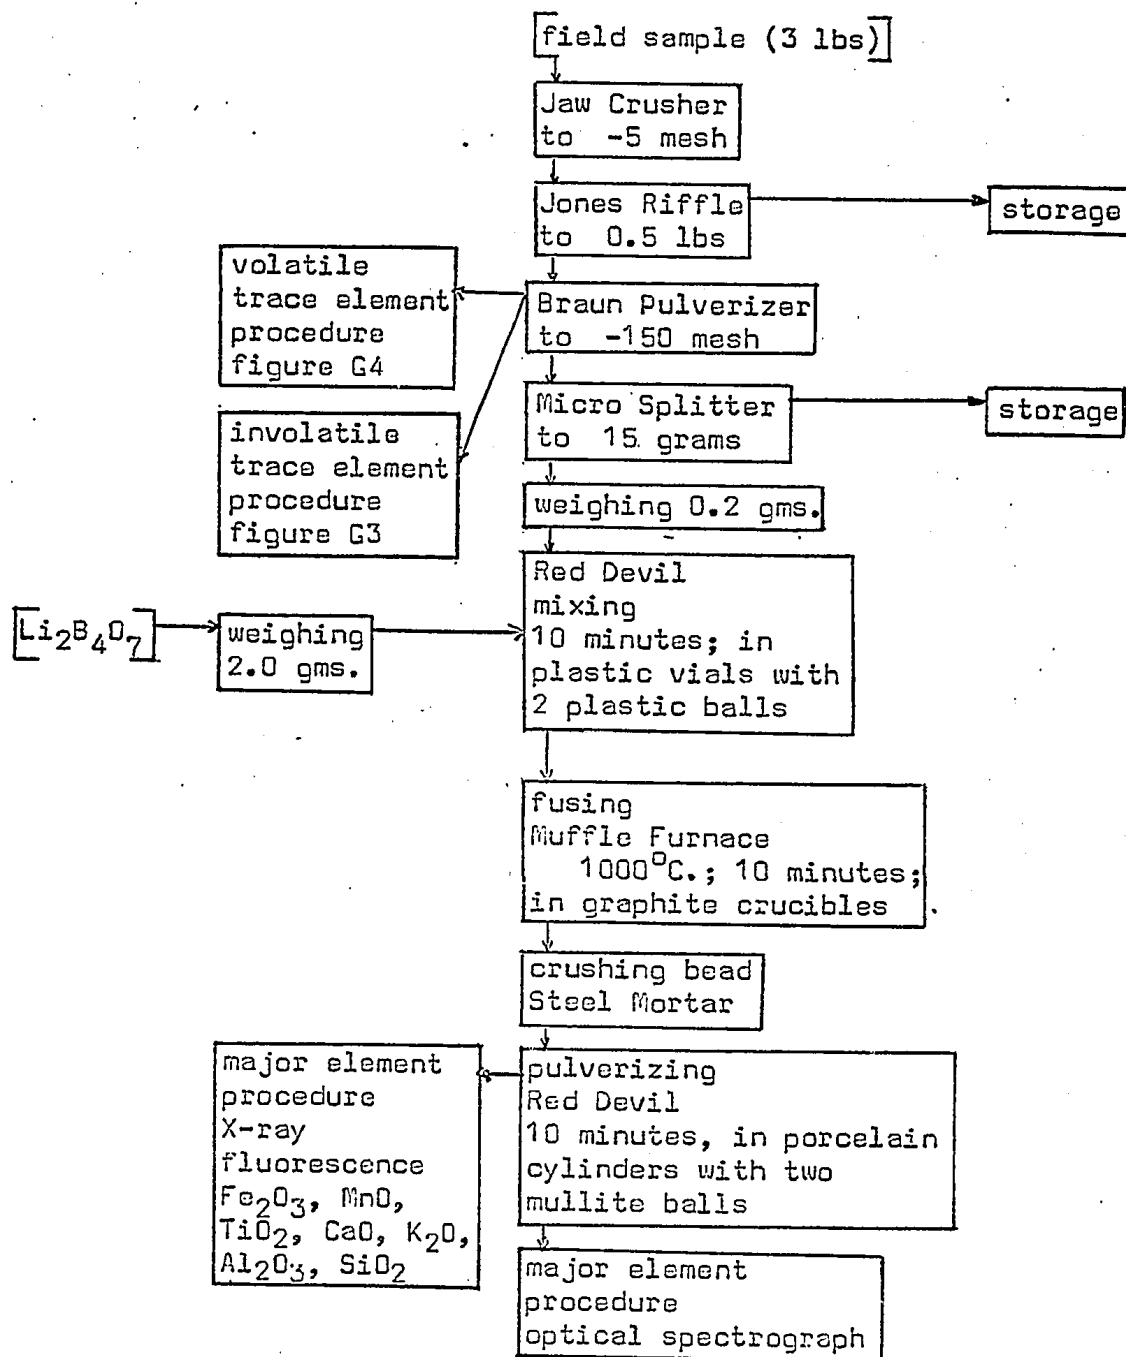 [field sample (3 lbs)]
Jaw Crusher
to -5 mesh
Jones Riffle
to 0.5 lbs
storage
volatile
trace element
procedure
figure G4
Braun Pulverizer
to -150 mesh
Micro Splitter
to 15 grams
storage
involatile
trace element
procedure
figure G3
weighing 0.2 gms.
Red Devil
mixing
10 minutes; in
plastic vials with
2 plastic balls
[Li₂B₄O₇]
weighing
2.0 gms.
fusing
Muffle Furnace
1000°C.; 10 minutes;
in graphite crucibles
crushing bead
Steel Mortar
major element
procedure
X-ray
fluorescence
Fe₂O₃, MnO,
TiO₂, CaO, K₂O,
Al₂O₃, SiO₂
pulverizing
Red Devil
10 minutes, in porcelain
cylinders with two
mullite balls
major element
procedure
optical spectrograph